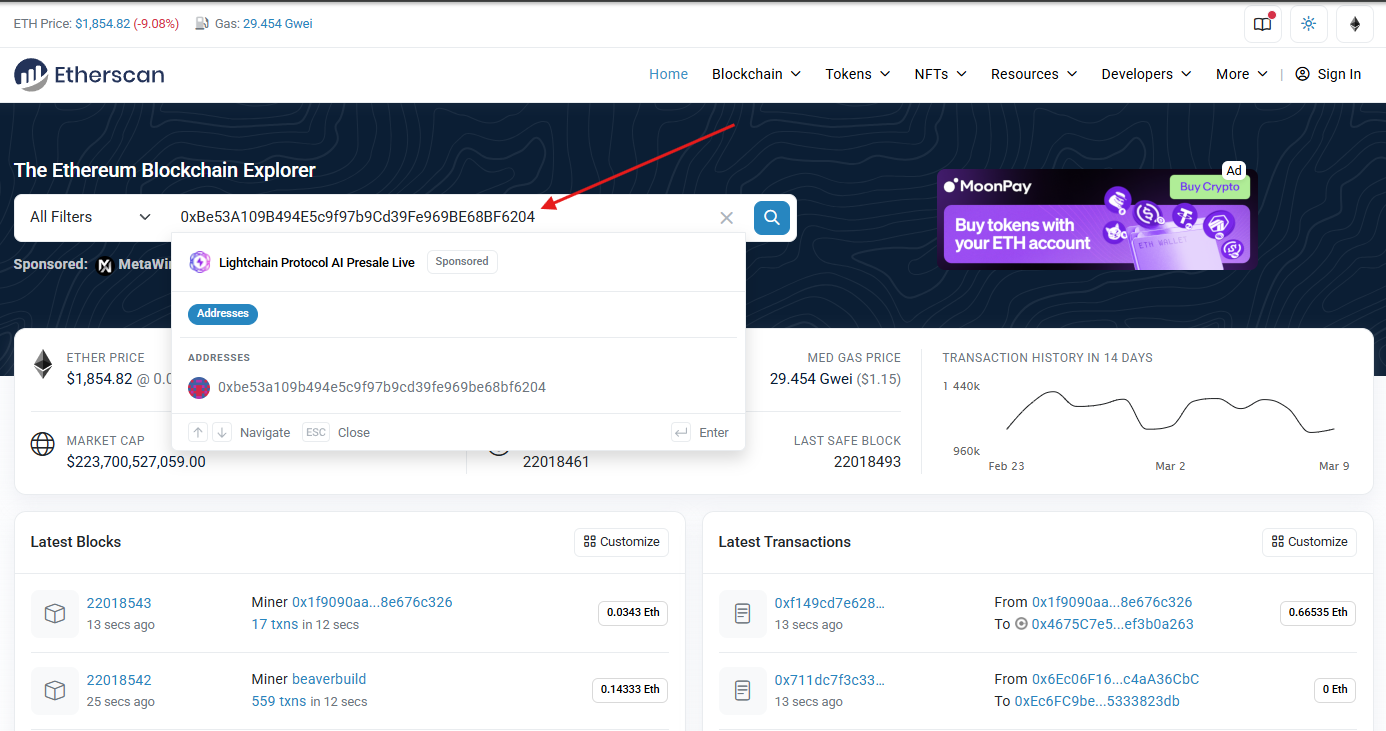 ETH Price: $1,854.82 (-9.08%) Gas: 29.454 Gwei
Etherscan
Home Blockchain Tokens NFTs Resources Developers More | Sign In
The Ethereum Blockchain Explorer
All Filters 0xBe53A109B494E5c9f97b9Cd39Fe969BE68BF6204
Sponsored: MetaWin
Lightchain Protocol AI Presale Live Sponsored
Addresses
ADDRESSES
0xbe53a109b494e5c9f97b9cd39fe969be68bf6204
Navigate ESC Close Enter
Ad
MoonPay Buy Crypto
Buy tokens with
your ETH account
ETH WALLET
ETHER PRICE
$1,854.82 @ 0.0
MARKET CAP
$223,700,527,059.00
MED GAS PRICE
29.454 Gwei ($1.15)
22018461
LAST SAFE BLOCK
22018493
TRANSACTION HISTORY IN 14 DAYS
1 440k
960k
Feb 23 Mar 2 Mar 9
Latest Blocks Customize
22018543
13 secs ago
Miner 0x1f9090aa...8e676c326
17 txns in 12 secs
0.0343 Eth
22018542
25 secs ago
Miner beaverbuild
559 txns in 12 secs
0.14333 Eth
Latest Transactions Customize
0xf149cd7e628...
13 secs ago
From 0x1f9090aa...8e676c326
To 0x4675C7e5...ef3b0a263
0.66535 Eth
0x711dc7f3c33...
13 secs ago
From 0x6Ec06F16...c4aA36CbC
To 0xEc6FC9be...5333823db
0 Eth